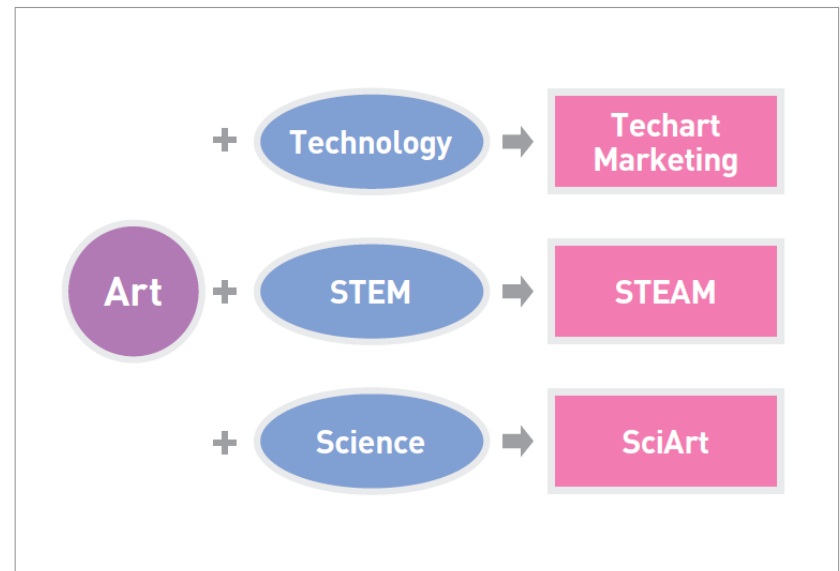 + Technology ➡ Techart
Marketing
Art + STEM ➡ STEAM
+ Science ➡ SciArt